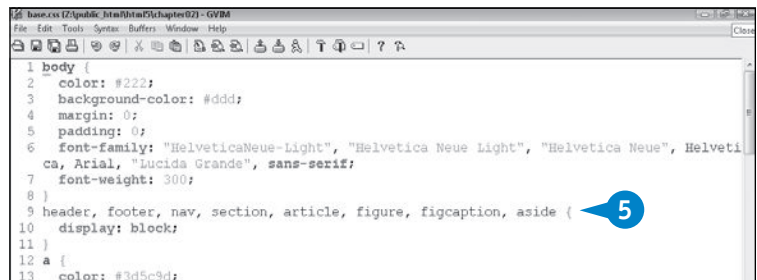 base.css (Z:\public_html\html5\chapter02) - GVIM
File Edit Tools Syntax Buffers Window Help
Close
1 body {
2 color: #222;
3 background-color: #ddd;
4 margin: 0;
5 padding: 0;
6 font-family: "HelveticaNeue-Light", "Helvetica Neue Light", "Helvetica Neue", Helveti
ca, Arial, "Lucida Grande", sans-serif;
7 font-weight: 300;
8 }
9 header, footer, nav, section, article, figure, figcaption, aside {
5
10 display: block;
11 }
12 a {
13 color: #3d5c9d;